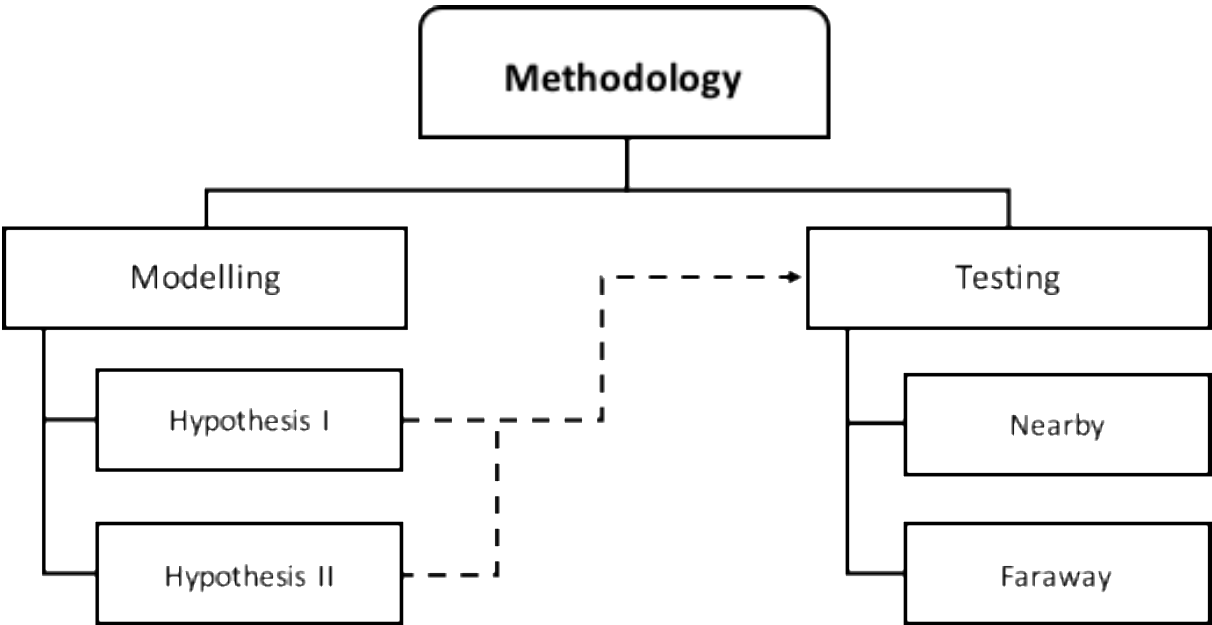 Methodology
Modelling
Testing
Hypothesis I
Nearby
Hypothesis II
Faraway